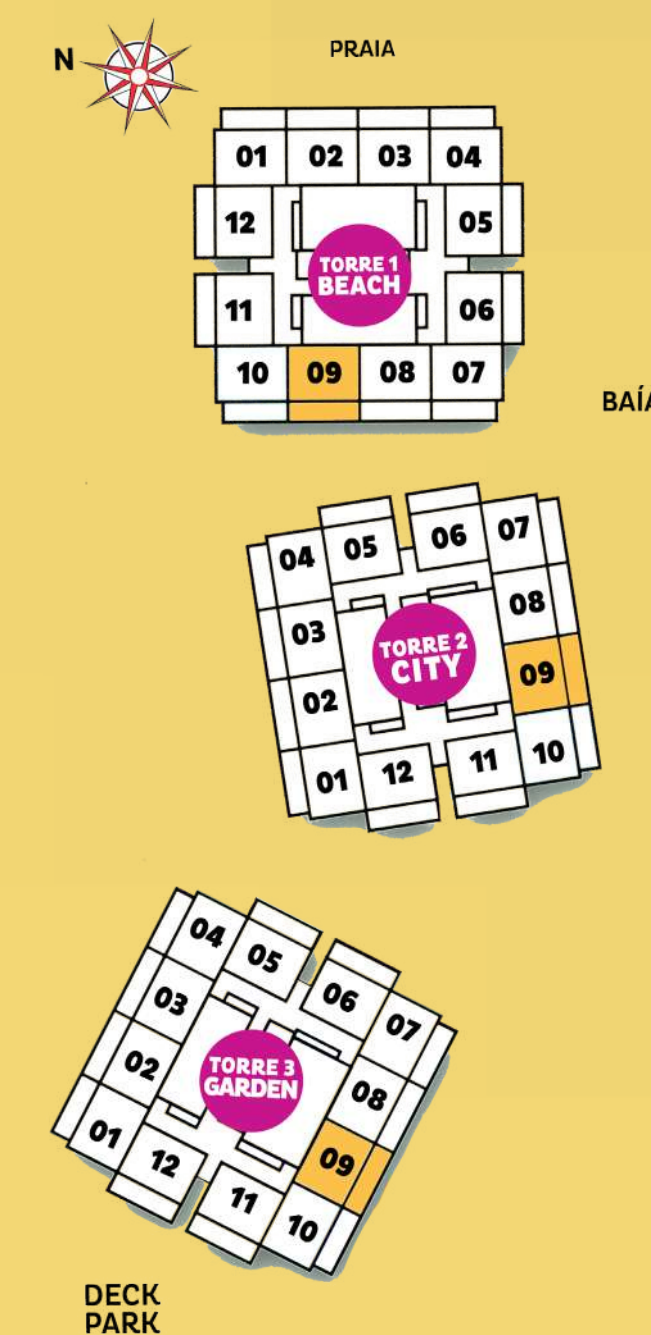 N
PRAIA
01 02 03 04
12 05
TORRE 1
BEACH
11 06
10 09 08 07
BAÍA
04 05 06 07
03 08
TORRE 2
CITY
02 09
01 12 11 10
04 05 06 07
03 08
TORRE 3
GARDEN
02 09
01 12 11 10
DECK
PARK